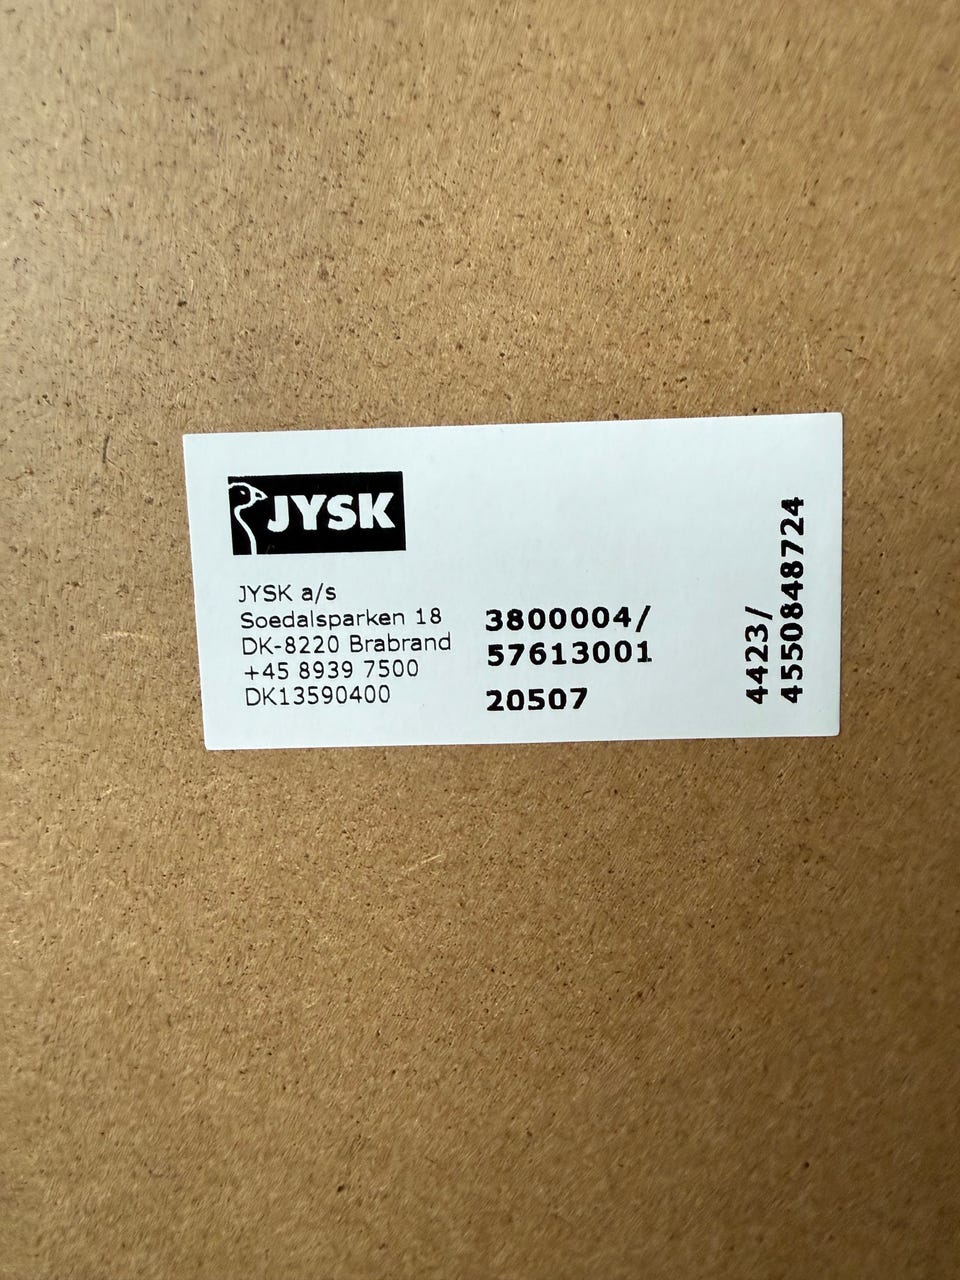 JYSK
JYSK a/s
Soedalsparken 18
DK-8220 Brabrand
+45 8939 7500
DK13590400
3800004/
57613001
20507
4423/
4550848724